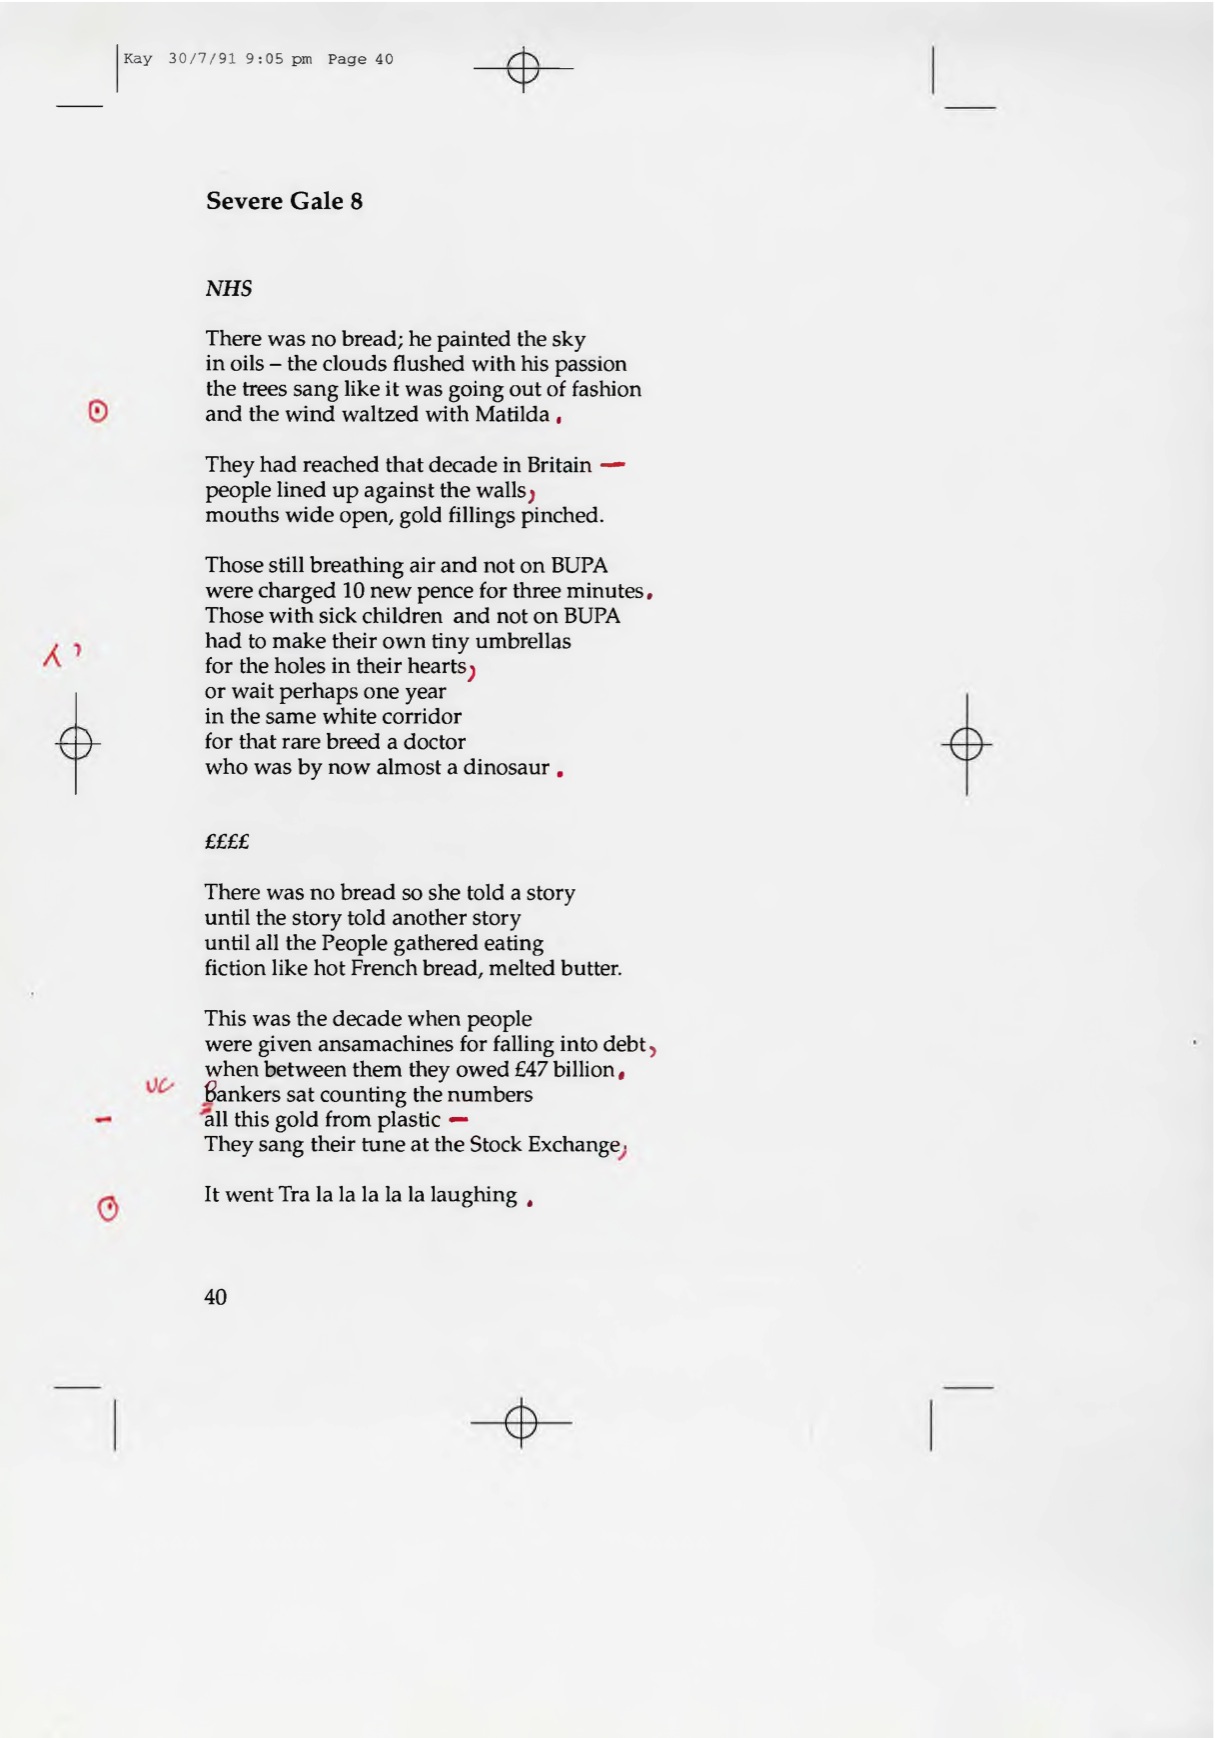 Kay 30/7/91 9:05 pm Page 40
Severe Gale 8
NHS
There was no bread; he painted the sky
in oils – the clouds flushed with his passion
the trees sang like it was going out of fashion
and the wind waltzed with Matilda .
They had reached that decade in Britain —
people lined up against the walls,
mouths wide open, gold fillings pinched.
Those still breathing air and not on BUPA
were charged 10 new pence for three minutes.
Those with sick children and not on BUPA
had to make their own tiny umbrellas
for the holes in their hearts,
or wait perhaps one year
in the same white corridor
for that rare breed a doctor
who was by now almost a dinosaur .
££££
There was no bread so she told a story
until the story told another story
until all the People gathered eating
fiction like hot French bread, melted butter.
This was the decade when people
were given ansamachines for falling into debt,
when between them they owed £47 billion.
UC Bankers sat counting the numbers
all this gold from plastic —
They sang their tune at the Stock Exchange;
It went Tra la la la la la laughing .
40